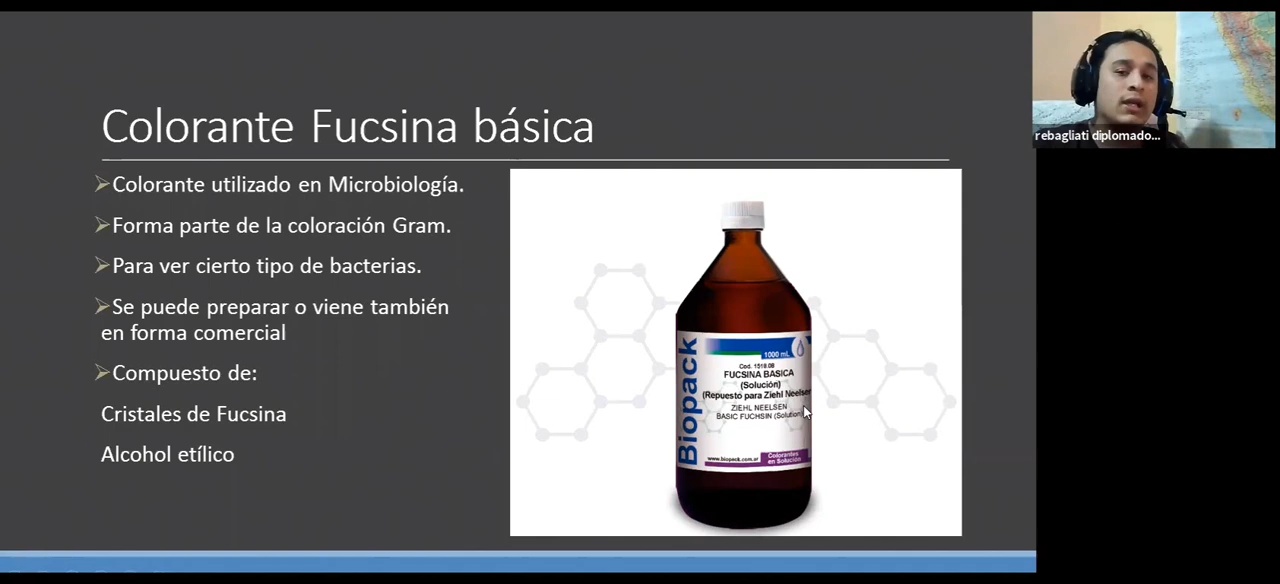 Colorante Fucsina básica
Colorante utilizado en Microbiología.
Forma parte de la coloración Gram.
Para ver cierto tipo de bacterias.
Se puede preparar o viene también
en forma comercial
Compuesto de:
Cristales de Fucsina
Alcohol etílico
Biopack
1000 mL
Cod. 1518.08
FUCSINA BASICA
(Solución)
(Repuesto para Ziehl Neelsen
ZIEHL NEELSEN
BASIC FUCHSIN (Solution)
www.biopack.com.ar
Colorantes
en Solución
rebagliati diplomado...